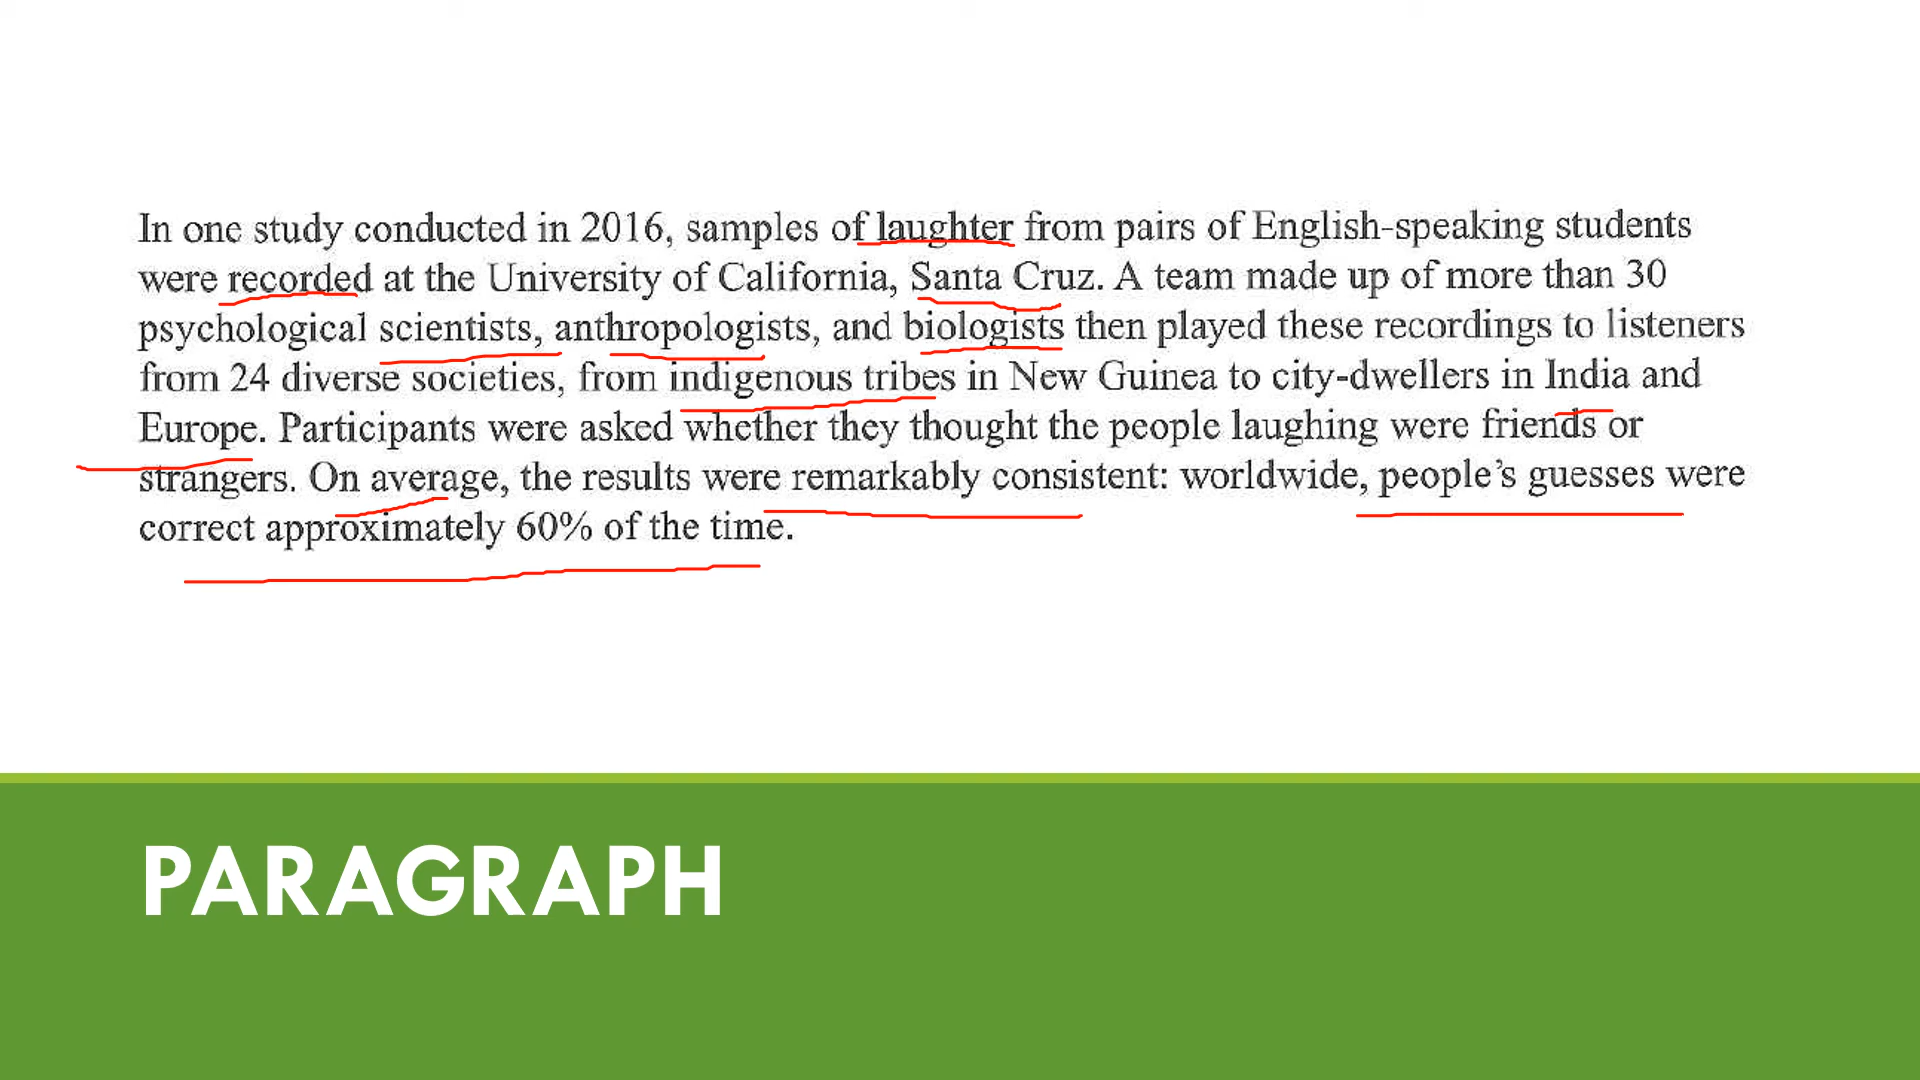 In one study conducted in 2016, samples of laughter from pairs of English-speaking students
were recorded at the University of California, Santa Cruz. A team made up of more than 30
psychological scientists, anthropologists, and biologists then played these recordings to listeners
from 24 diverse societies, from indigenous tribes in New Guinea to city-dwellers in India and
Europe. Participants were asked whether they thought the people laughing were friends or
strangers. On average, the results were remarkably consistent: worldwide, people’s guesses were
correct approximately 60% of the time.
PARAGRAPH